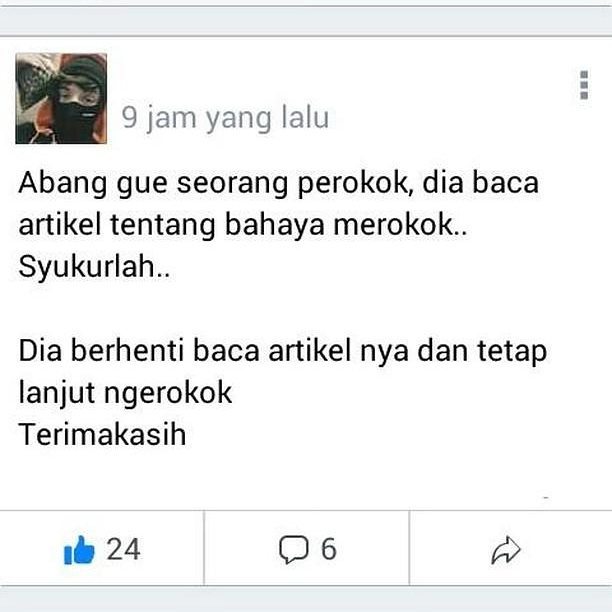 9 jam yang lalu
Abang gue seorang perokok, dia baca
artikel tentang bahaya merokok..
Syukurlah..
Dia berhenti baca artikel nya dan tetap
lanjut ngerokok
Terimakasih
24
6